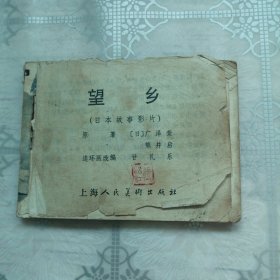 望 乡
（日本故事影片）
原 著 〔日〕广泽荣
熊井启
连环画改编 甘礼乐
上海人民美术出版社